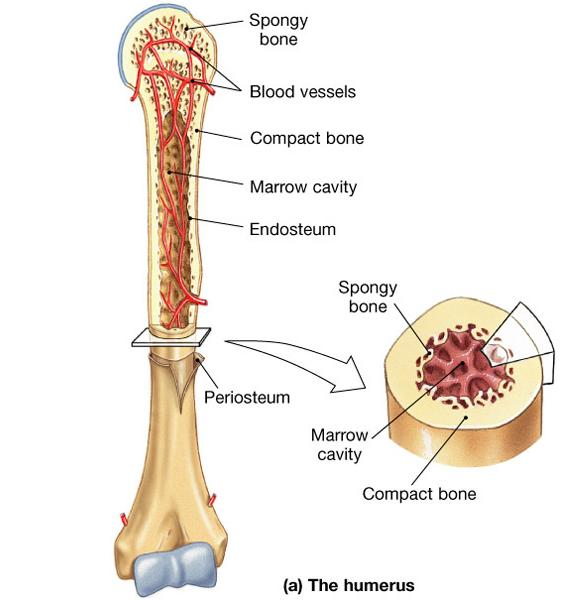 Spongy
bone
Blood vessels
Compact bone
Marrow cavity
Endosteum
Spongy
bone
Periosteum
Marrow
cavity
Compact bone
(a) The humerus